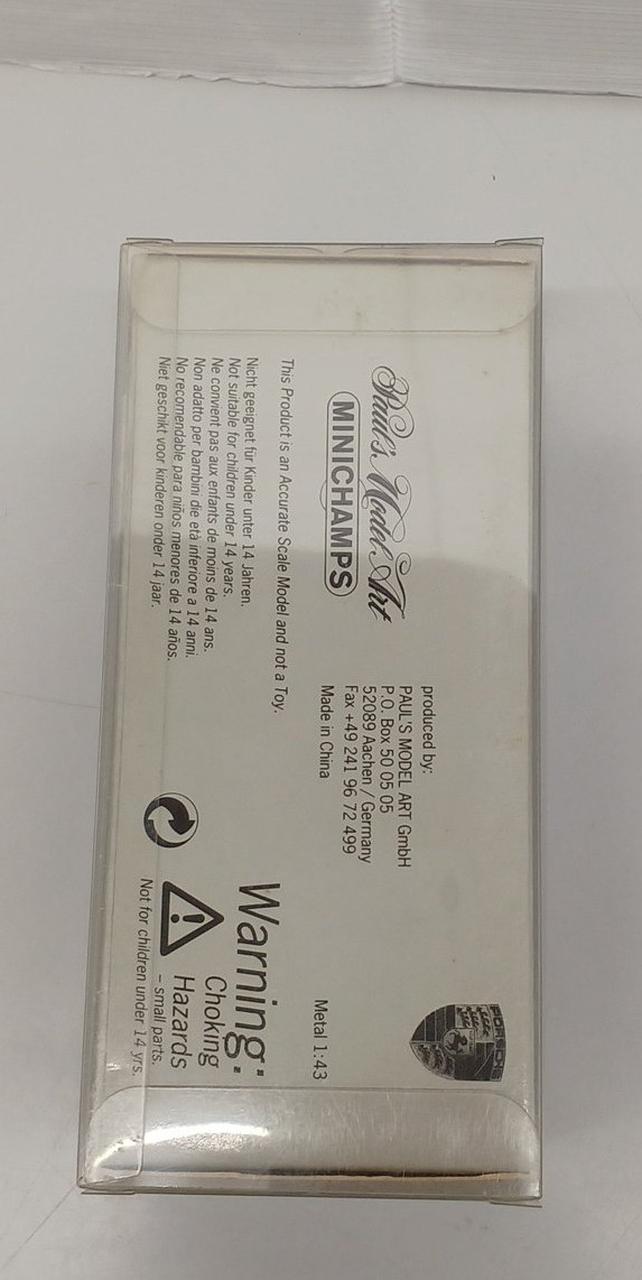 Paul's Model Art
MINICHAMPS
produced by:
PAUL'S MODEL ART GmbH
P.O. Box 50 05 05
52089 Aachen / Germany
Fax +49 241 96 72 499
Made in China
PORSCHE
Metal 1:43
This Product is an Accurate Scale Model and not a Toy.
Nicht geeignet für Kinder unter 14 Jahren.
Not suitable for children under 14 years.
Ne convient pas aux enfants de moins de 14 ans.
Non adatto per bambini die età inferiore a 14 anni.
No recomendable para niños menores de 14 años.
Niet geschikt voor kinderen onder 14 jaar.
Warning:
Choking
Hazards
– small parts.
Not for children under 14 yrs.